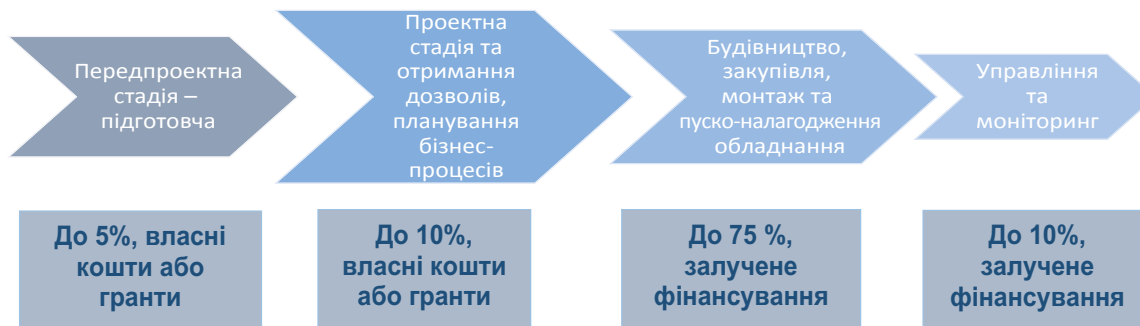 Передпроектна
стадія –
підготовча
Проектна
стадія та
отримання
дозволів,
планування
бізнес-
процесів
Будівництво,
закупівля,
монтаж та
пуско-налагодження
обладнання
Управління
та
моніторинг
До 5%, власні
кошти або
гранти
До 10%,
власні кошти
або гранти
До 75 %,
залучене
фінансування
До 10%,
залучене
фінансування